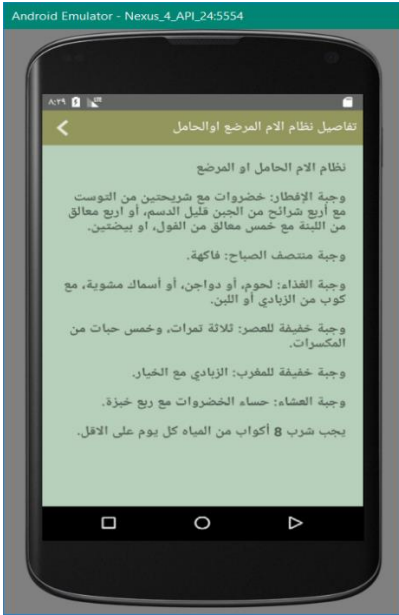 Android Emulator - Nexus_4_API_24:5554
٨:٢٩
تفاصيل نظام الام المرضع اوالحامل
نظام الام الحامل او المرضع
وجبة الإفطار: خضروات مع شريحتين من التوست
مع أربع شرائح من الجبن قليل الدسم، أو اربع معالق
من اللبنة مع خمس معالق من الفول، او بيضتين.
وجبة منتصف الصباح: فاكهة.
وجبة الغذاء: لحوم، أو دواجن، أو أسماك مشوية، مع
كوب من الزبادي أو اللبن.
وجبة خفيفة للعصر: ثلاثة تمرات، وخمس حبات من
المكسرات.
وجبة خفيفة للمغرب: الزبادي مع الخيار.
وجبة العشاء: حساء الخضروات مع ربع خبزة.
يجب شرب 8 أكواب من المياه كل يوم على الاقل.